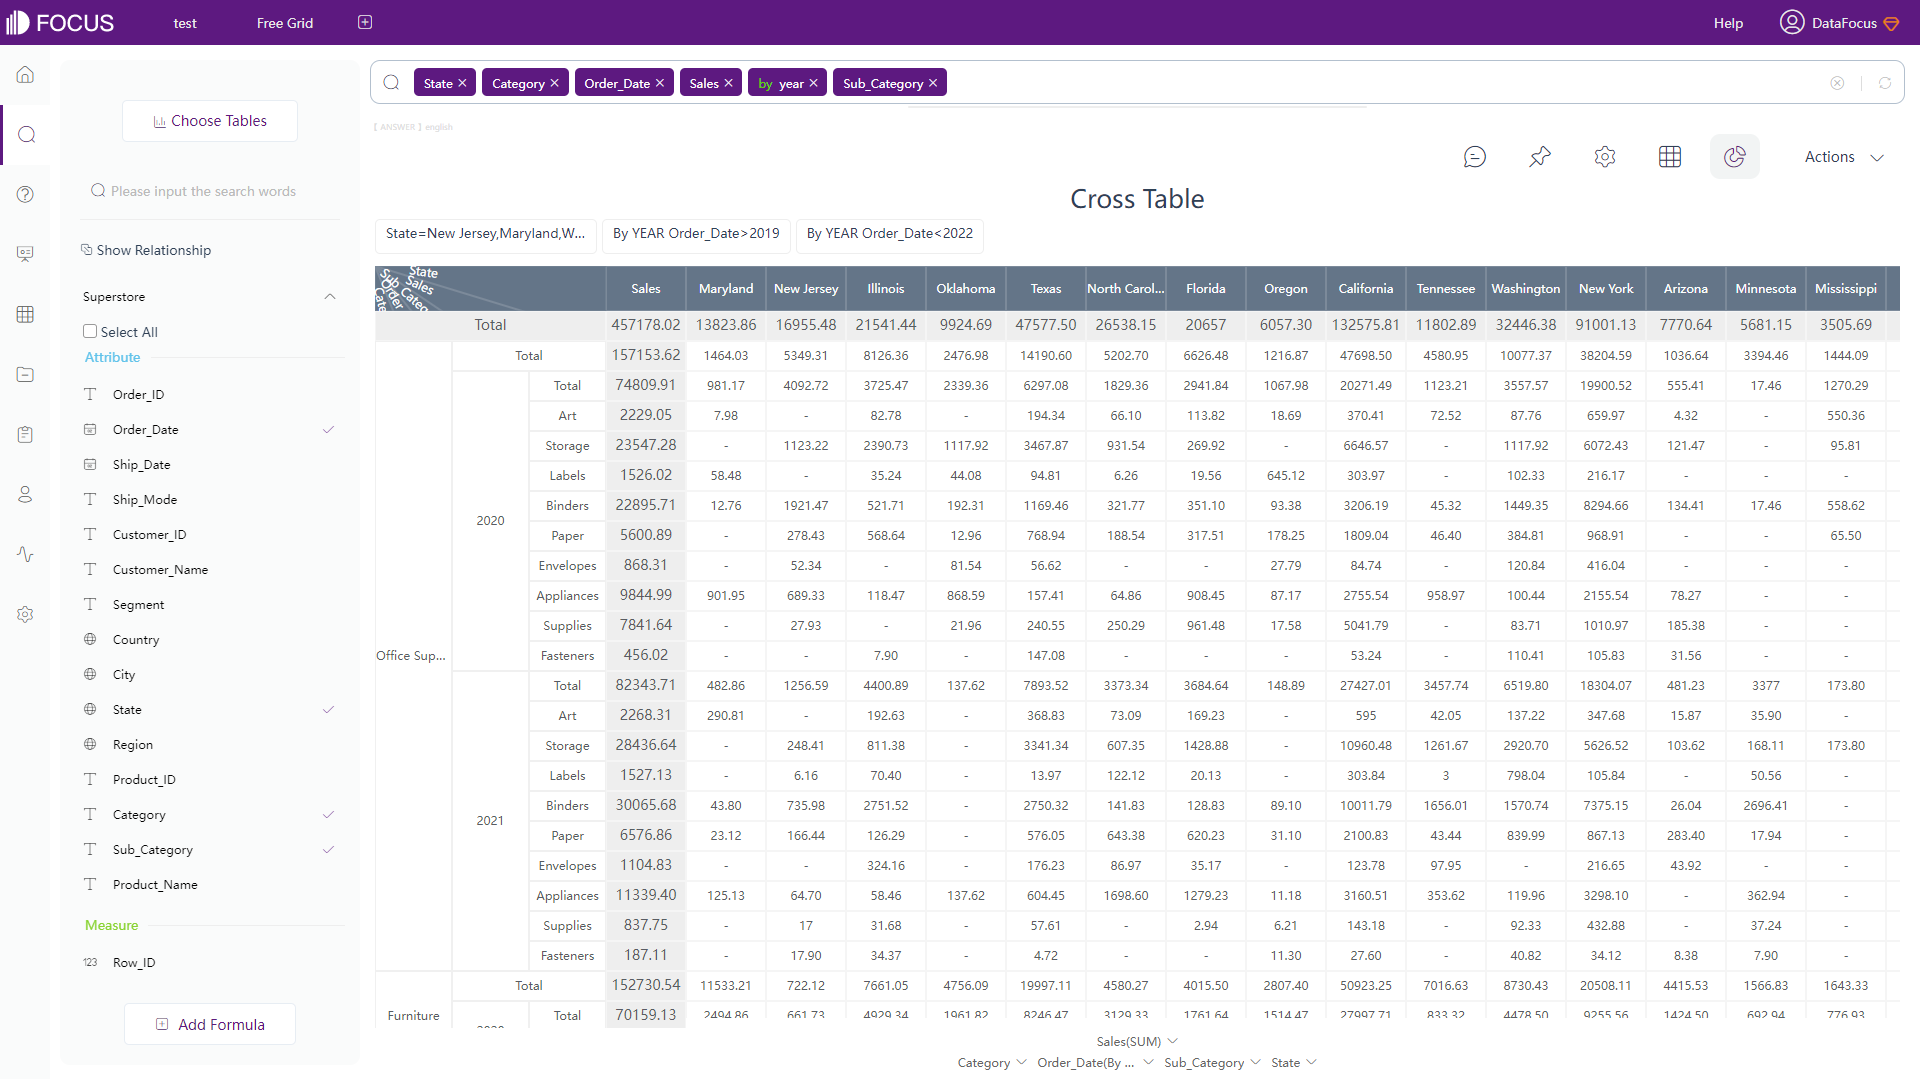 FOCUS test Free Grid Help DataFocus
State × Category × Order_Date × Sales × by year × Sub_Category ×
Choose Tables
【 ANSWER 】english
Actions
Please input the search words
Cross Table
State=New Jersey,Maryland,W... By YEAR Order_Date>2019 By YEAR Order_Date<2022
Show Relationship
Superstore
Select All
Attribute
Order_ID
Order_Date
Ship_Date
Ship_Mode
Customer_ID
Customer_Name
Segment
Country
City
State
Region
Product_ID
Category
Sub_Category
Product_Name
Measure
123 Row_ID
Add Formula
State
Sales
Sub_Catego
Order
Cate
Sales Maryland New Jersey Illinois Oklahoma Texas North Carol... Florida Oregon California Tennessee Washington New York Arizona Minnesota Mississippi
Total 457178.02 13823.86 16955.48 21541.44 9924.69 47577.50 26538.15 20657 6057.30 132575.81 11802.89 32446.38 91001.13 7770.64 5681.15 3505.69
Total 157153.62 1464.03 5349.31 8126.36 2476.98 14190.60 5202.70 6626.48 1216.87 47698.50 4580.95 10077.37 38204.59 1036.64 3394.46 1444.09
Total 74809.91 981.17 4092.72 3725.47 2339.36 6297.08 1829.36 2941.84 1067.98 20271.49 1123.21 3557.57 19900.52 555.41 17.46 1270.29
Art 2229.05 7.98 - 82.78 - 194.34 66.10 113.82 18.69 370.41 72.52 87.76 659.97 4.32 - 550.36
Storage 23547.28 - 1123.22 2390.73 1117.92 3467.87 931.54 269.92 - 6646.57 - 1117.92 6072.43 121.47 - 95.81
Labels 1526.02 58.48 - 35.24 44.08 94.81 6.26 19.56 645.12 303.97 - 102.33 216.17 - - -
Binders 22895.71 12.76 1921.47 521.71 192.31 1169.46 321.77 351.10 93.38 3206.19 45.32 1449.35 8294.66 134.41 17.46 558.62
2020
Paper 5600.89 - 278.43 568.64 12.96 768.94 188.54 317.51 178.25 1809.04 46.40 384.81 968.91 - - 65.50
Envelopes 868.31 - 52.34 - 81.54 56.62 - - 27.79 84.74 - 120.84 416.04 - - -
Appliances 9844.99 901.95 689.33 118.47 868.59 157.41 64.86 908.45 87.17 2755.54 958.97 100.44 2155.54 78.27 - -
Supplies 7841.64 - 27.93 - 21.96 240.55 250.29 961.48 17.58 5041.79 - 83.71 1010.97 185.38 - -
Office Sup... Fasteners 456.02 - - 7.90 - 147.08 - - - 53.24 - 110.41 105.83 31.56 - -
Total 82343.71 482.86 1256.59 4400.89 137.62 7893.52 3373.34 3684.64 148.89 27427.01 3457.74 6519.80 18304.07 481.23 3377 173.80
Art 2268.31 290.81 - 192.63 - 368.83 73.09 169.23 - 595 42.05 137.22 347.68 15.87 35.90 -
Storage 28436.64 - 248.41 811.38 - 3341.34 607.35 1428.88 - 10960.48 1261.67 2920.70 5626.52 103.62 168.11 173.80
Labels 1527.13 - 6.16 70.40 - 13.97 122.12 20.13 - 303.84 3 798.04 105.84 - 50.56 -
Binders 30065.68 43.80 735.98 2751.52 - 2750.32 141.83 128.83 89.10 10011.79 1656.01 1570.74 7375.15 26.04 2696.41 -
2021
Paper 6576.86 23.12 166.44 126.29 - 576.05 643.38 620.23 31.10 2100.83 43.44 839.99 867.13 283.40 17.94 -
Envelopes 1104.83 - - 324.16 - 176.23 86.97 35.17 - 123.78 97.95 - 216.65 43.92 - -
Appliances 11339.40 125.13 64.70 58.46 137.62 604.45 1698.60 1279.23 11.18 3160.51 353.62 119.96 3298.10 - 362.94 -
Supplies 837.75 - 17 31.68 - 57.61 - 2.94 6.21 143.18 - 92.33 432.88 - 37.24 -
Fasteners 187.11 - 17.90 34.37 - 4.72 - - 11.30 27.60 - 40.82 34.12 8.38 7.90 -
Total 152730.54 11533.21 722.12 7661.05 4756.09 19997.11 4580.27 4015.50 2807.40 50923.25 7016.63 8730.43 20508.11 4415.53 1566.83 1643.33
Furniture Total 70159.13 2494.86 661.73 4929.34 1961.82 8246.47 3129.33 1761.64 1514.47 27997.71 833.32 4478.50 9255.56 1424.50 692.94 776.93
Sales(SUM)
Category Order_Date(By ... Sub_Category State